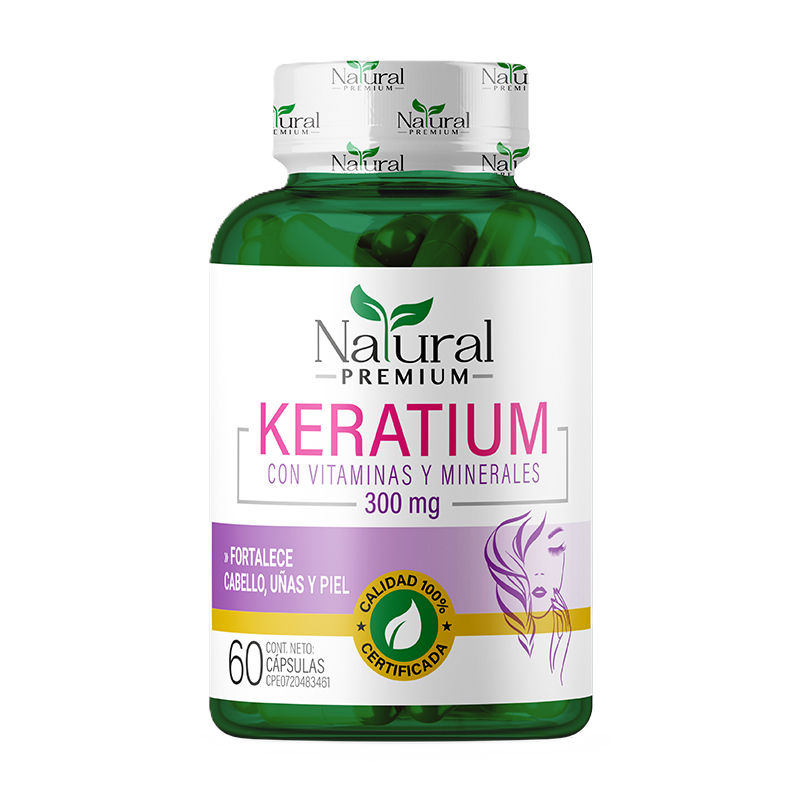 Natural
PREMIUM
Natural
PREMIUM
Natural
PREMIUM
Natural
Natural
PREMIUM
KERATIUM
CON VITAMINAS Y MINERALES
300 mg
» FORTALECE
CABELLO, UÑAS Y PIEL
CALIDAD 100%
CERTIFICADA
60
CONT. NETO:
CÁPSULAS
CPE0720483461